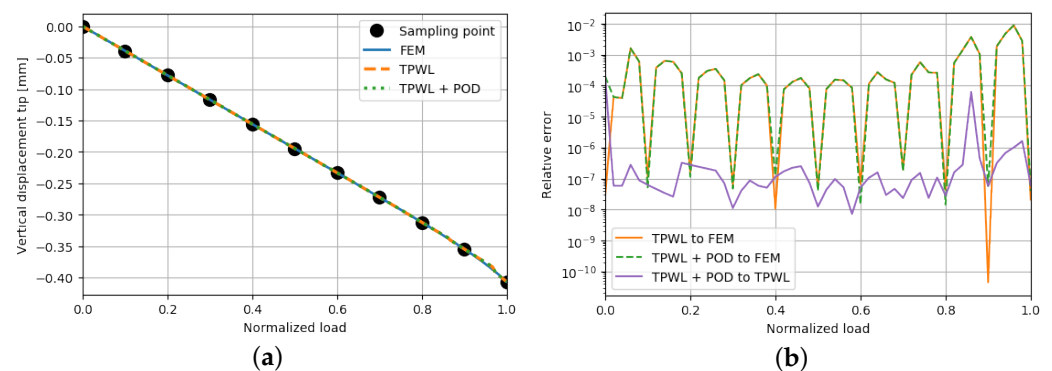 0.00
−0.05
−0.10
−0.15
−0.20
−0.25
−0.30
−0.35
−0.40
Vertical displacement tip [mm]
Sampling point
FEM
TPWL
TPWL + POD
0.0 0.2 0.4 0.6 0.8 1.0
Normalized load
(a)
10⁻²
10⁻³
10⁻⁴
10⁻⁵
10⁻⁶
10⁻⁷
10⁻⁸
10⁻⁹
10⁻¹⁰
Relative error
TPWL to FEM
TPWL + POD to FEM
TPWL + POD to TPWL
0.0 0.2 0.4 0.6 0.8 1.0
Normalized load
(b)